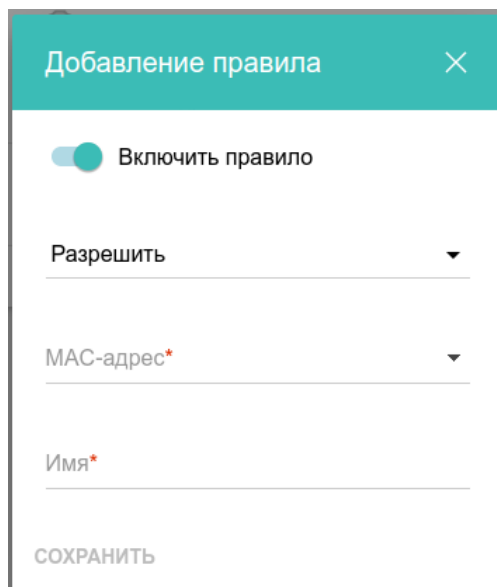 Добавление правила
Включить правило
Разрешить
MAC-адрес*
Имя*
СОХРАНИТЬ